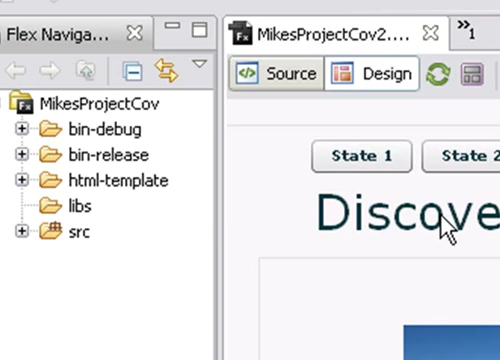 Flex Naviga...
MikesProjectCov
bin-debug
bin-release
html-template
libs
src
MikesProjectCov2....
1
Source
Design
State 1
State 2
Discove